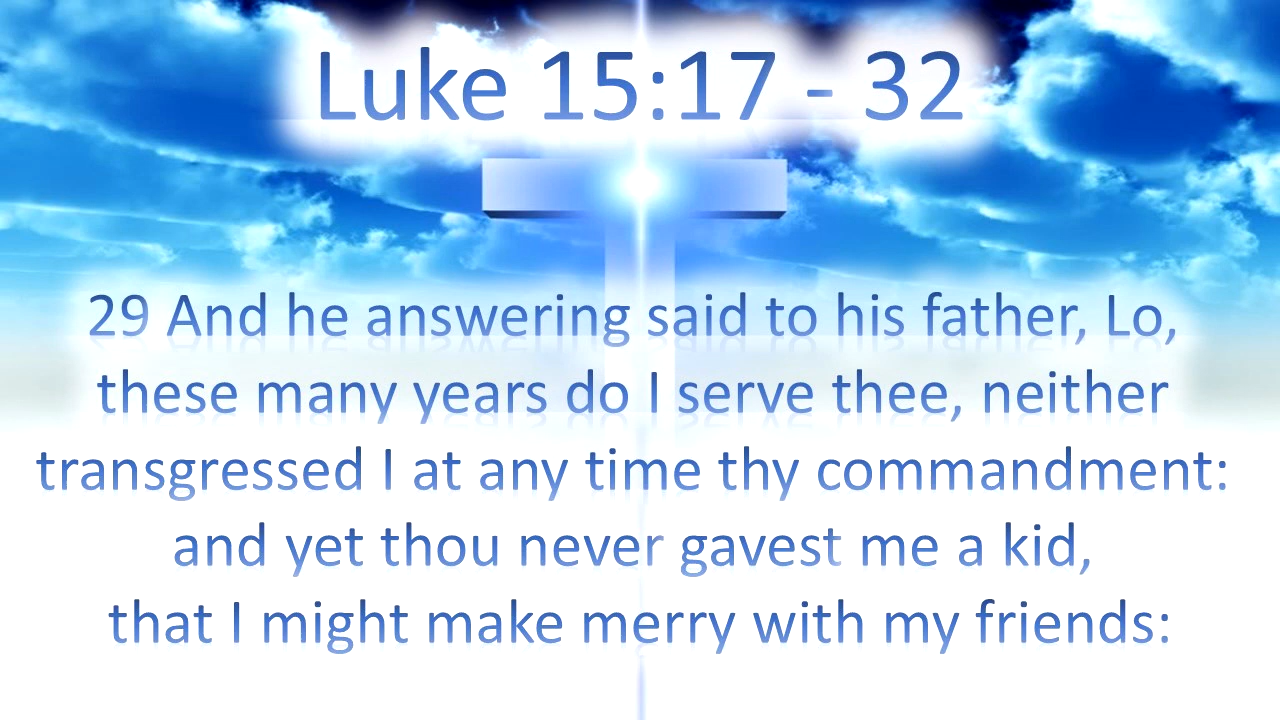 Luke 15:17 - 32
29 And he answering said to his father, Lo,
these many years do I serve thee, neither
transgressed I at any time thy commandment:
and yet thou never gavest me a kid,
that I might make merry with my friends: